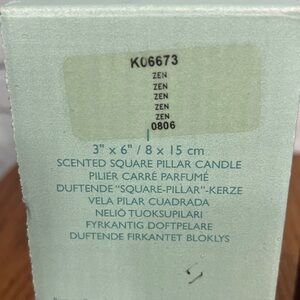 K06673
ZEN
ZEN
ZEN
ZEN
0806
3" x 6" / 8 x 15 cm
SCENTED SQUARE PILLAR CANDLE
PILIER CARRÉ PARFUMÉ
DUFTENDE "SQUARE-PILLAR"-KERZE
VELA PILAR CUADRADA
NELIÖ TUOKSUPILARI
FYRKANTIG DOFTPELARE
DUFTENDE FIRKANTET BLOKLYS